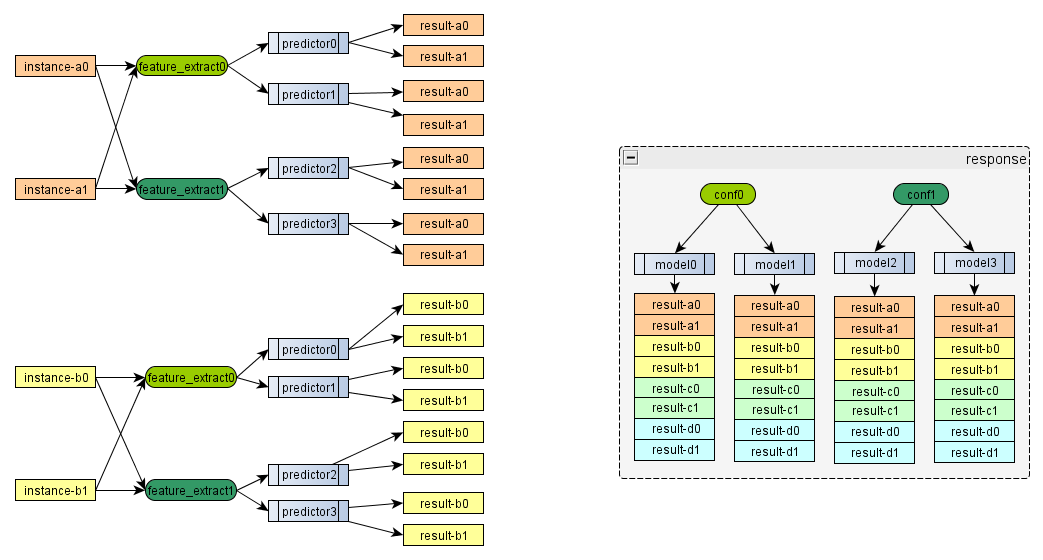 instance-a0
instance-a1
feature_extract0
feature_extract1
predictor0
predictor1
predictor2
predictor3
result-a0
result-a1
result-a0
result-a1
result-a0
result-a1
result-a0
result-a1
instance-b0
instance-b1
feature_extract0
feature_extract1
predictor0
predictor1
predictor2
predictor3
result-b0
result-b1
result-b0
result-b1
result-b0
result-b1
result-b0
result-b1
response
conf0
conf1
model0
model1
model2
model3
result-a0
result-a1
result-b0
result-b1
result-c0
result-c1
result-d0
result-d1
result-a0
result-a1
result-b0
result-b1
result-c0
result-c1
result-d0
result-d1
result-a0
result-a1
result-b0
result-b1
result-c0
result-c1
result-d0
result-d1
result-a0
result-a1
result-b0
result-b1
result-c0
result-c1
result-d0
result-d1